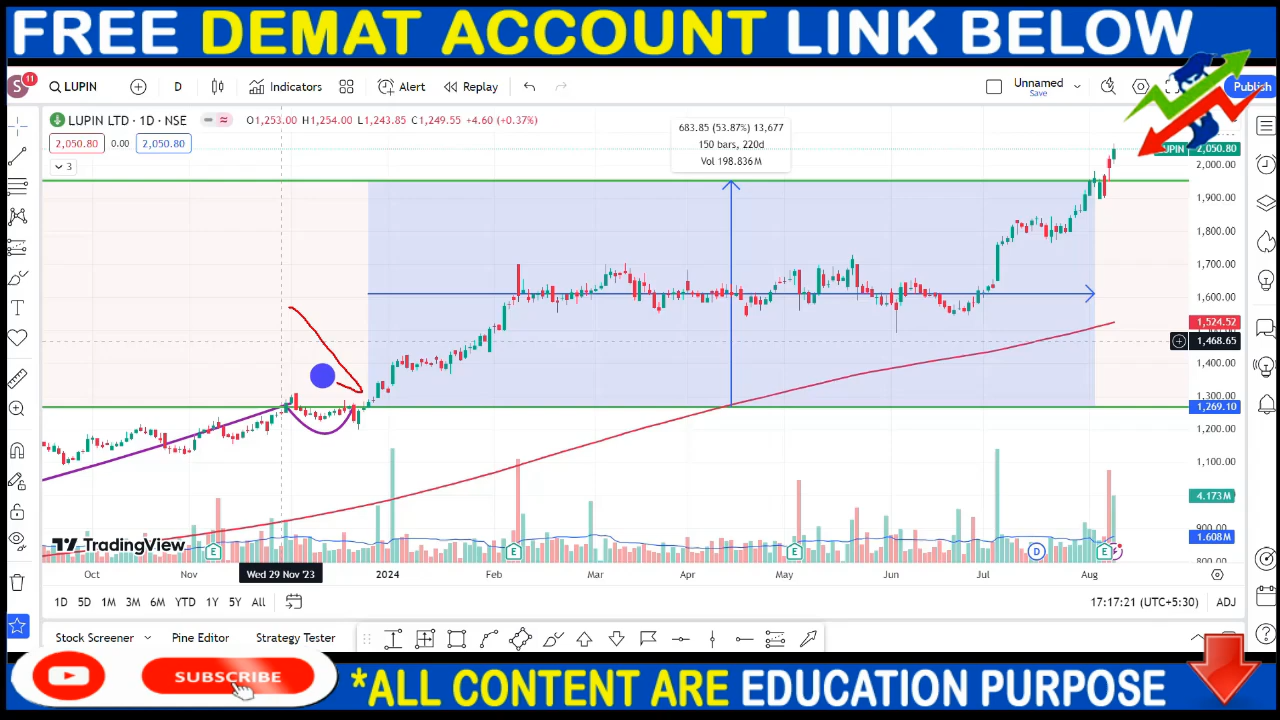 FREE DEMAT ACCOUNT LINK BELOW
S 11 LUPIN D Indicators Alert Replay Unnamed Save Publish
LUPIN LTD · 1D · NSE O1,253.00 H1,254.00 L1,243.85 C1,249.55 +4.60 (+0.37%)
2,050.80 0.00 2,050.80
3
683.85 (53.87%) 13,677
150 bars, 220d
Vol 198.836M
LUPIN 2,050.80
2,000.00
1,900.00
1,800.00
1,700.00
1,600.00
1,524.52
1,468.65
1,400.00
1,300.00
1,269.10
1,200.00
1,100.00
4.173M
900.00
1.608M
800.00
TradingView
E E E D E
Oct Nov Wed 29 Nov '23 2024 Feb Mar Apr May Jun Jul Aug
1D 5D 1M 3M 6M YTD 1Y 5Y All 17:17:21 (UTC+5:30) ADJ
Stock Screener Pine Editor Strategy Tester
SUBSCRIBE
*ALL CONTENT ARE EDUCATION PURPOSE